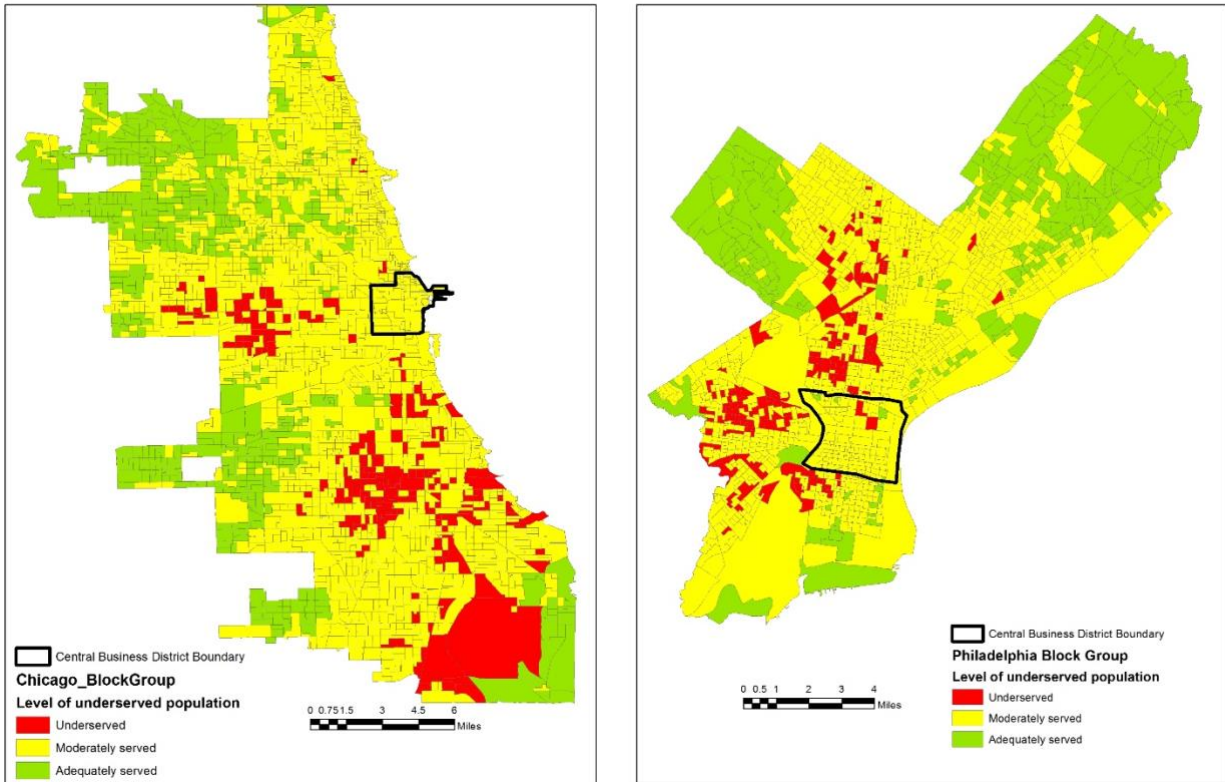 Central Business District Boundary
Chicago_BlockGroup
Level of underserved population
Underserved
Moderately served
Adequately served
0 0.75 1.5 3 4.5 6
Miles
0 0.5 1 2 3 4
Miles
Central Business District Boundary
Philadelphia Block Group
Level of underserved population
Underserved
Moderately served
Adequately served